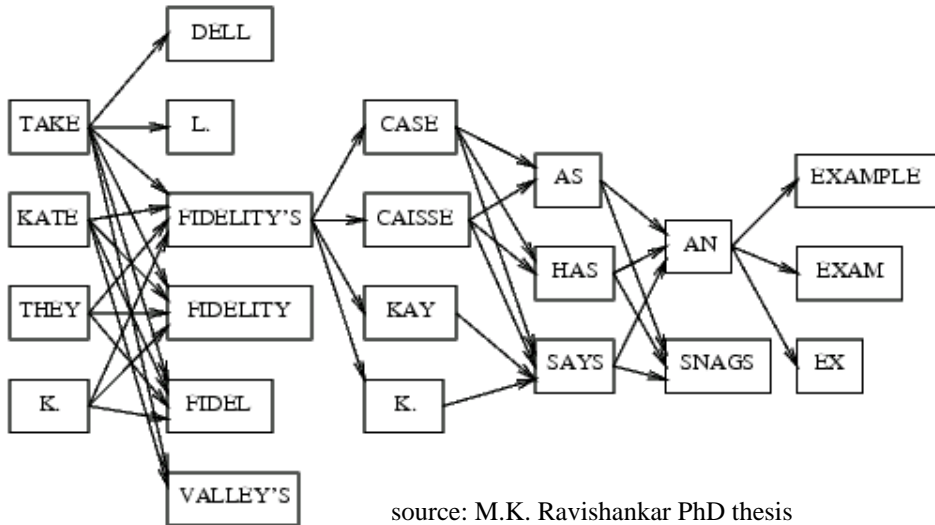 DELL
TAKE
L.
CASE
AS
EXAMPLE
KATE
FIDELITY'S
CAISSE
AN
HAS
EXAM
THEY
FIDELITY
KAY
SAYS
SNAGS
EX
K.
FIDEL
K.
VALLEY'S
source: M.K. Ravishankar PhD thesis